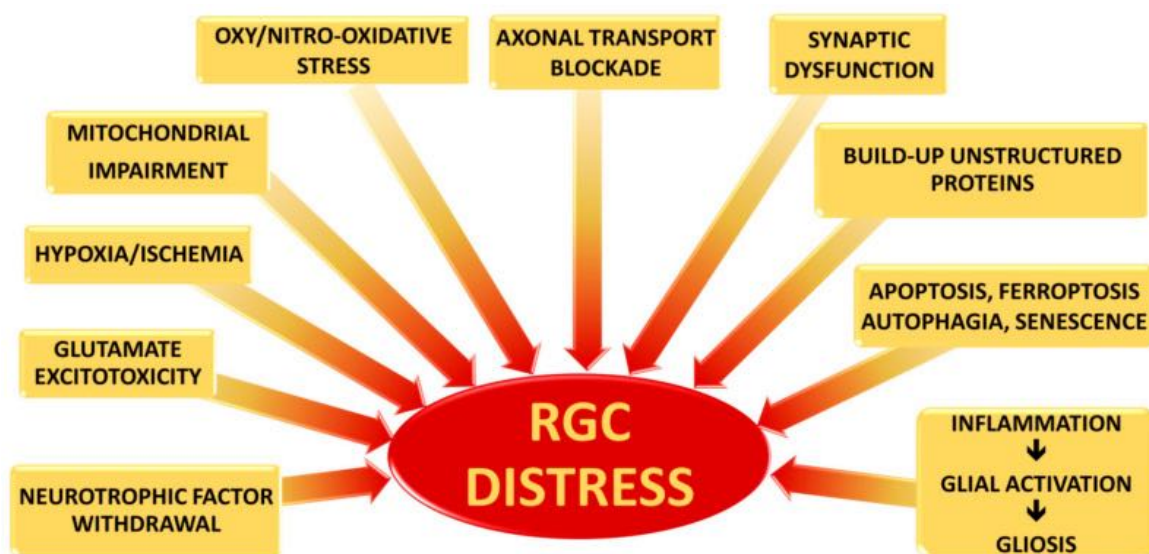 OXY/NITRO-OXIDATIVE
STRESS
AXONAL TRANSPORT
BLOCKADE
SYNAPTIC
DYSFUNCTION
MITOCHONDRIAL
IMPAIRMENT
BUILD-UP UNSTRUCTURED
PROTEINS
HYPOXIA/ISCHEMIA
APOPTOSIS, FERROPTOSIS
AUTOPHAGIA, SENESCENCE
GLUTAMATE
EXCITOTOXICITY
INFLAMMATION
↓
GLIAL ACTIVATION
↓
GLIOSIS
NEUROTROPHIC FACTOR
WITHDRAWAL
RGC
DISTRESS